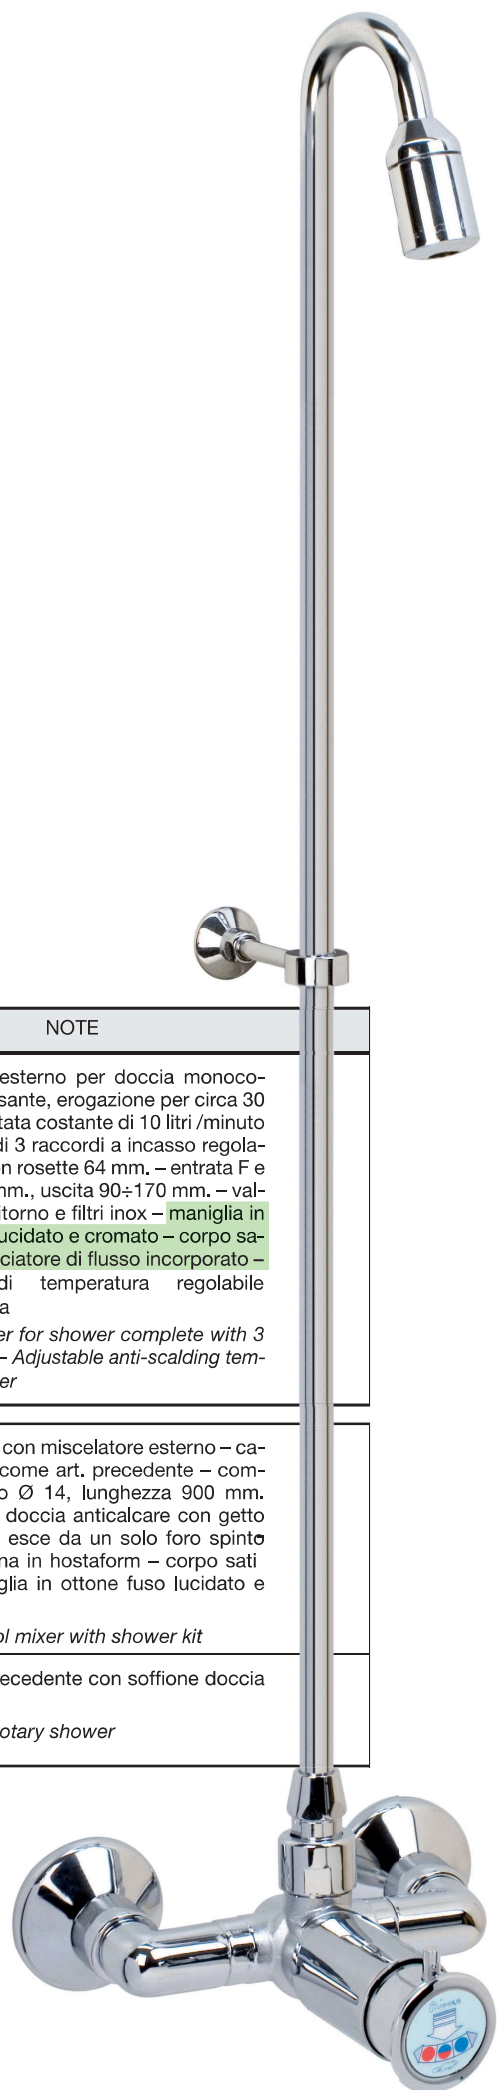 NOTE
esterno per doccia monoco-
sante, erogazione per circa 30
tata costante di 10 litri /minuto
di 3 raccordi a incasso regola-
n rosette 64 mm. – entrata F e
mm., uscita 90÷170 mm. – val-
itorno e filtri inox – maniglia in
ucidato e cromato – corpo sa-
ciatore di flusso incorporato –
di temperatura regolabile
a
er for shower complete with 3
– Adjustable anti-scalding tem-
er
con miscelatore esterno – ca-
come art. precedente – com-
o Ø 14, lunghezza 900 mm.
doccia anticalcare con getto
esce da un solo foro spinto
na in hostaform – corpo sati
glia in ottone fuso lucidato e
ol mixer with shower kit
ecedente con soffione doccia
otary shower